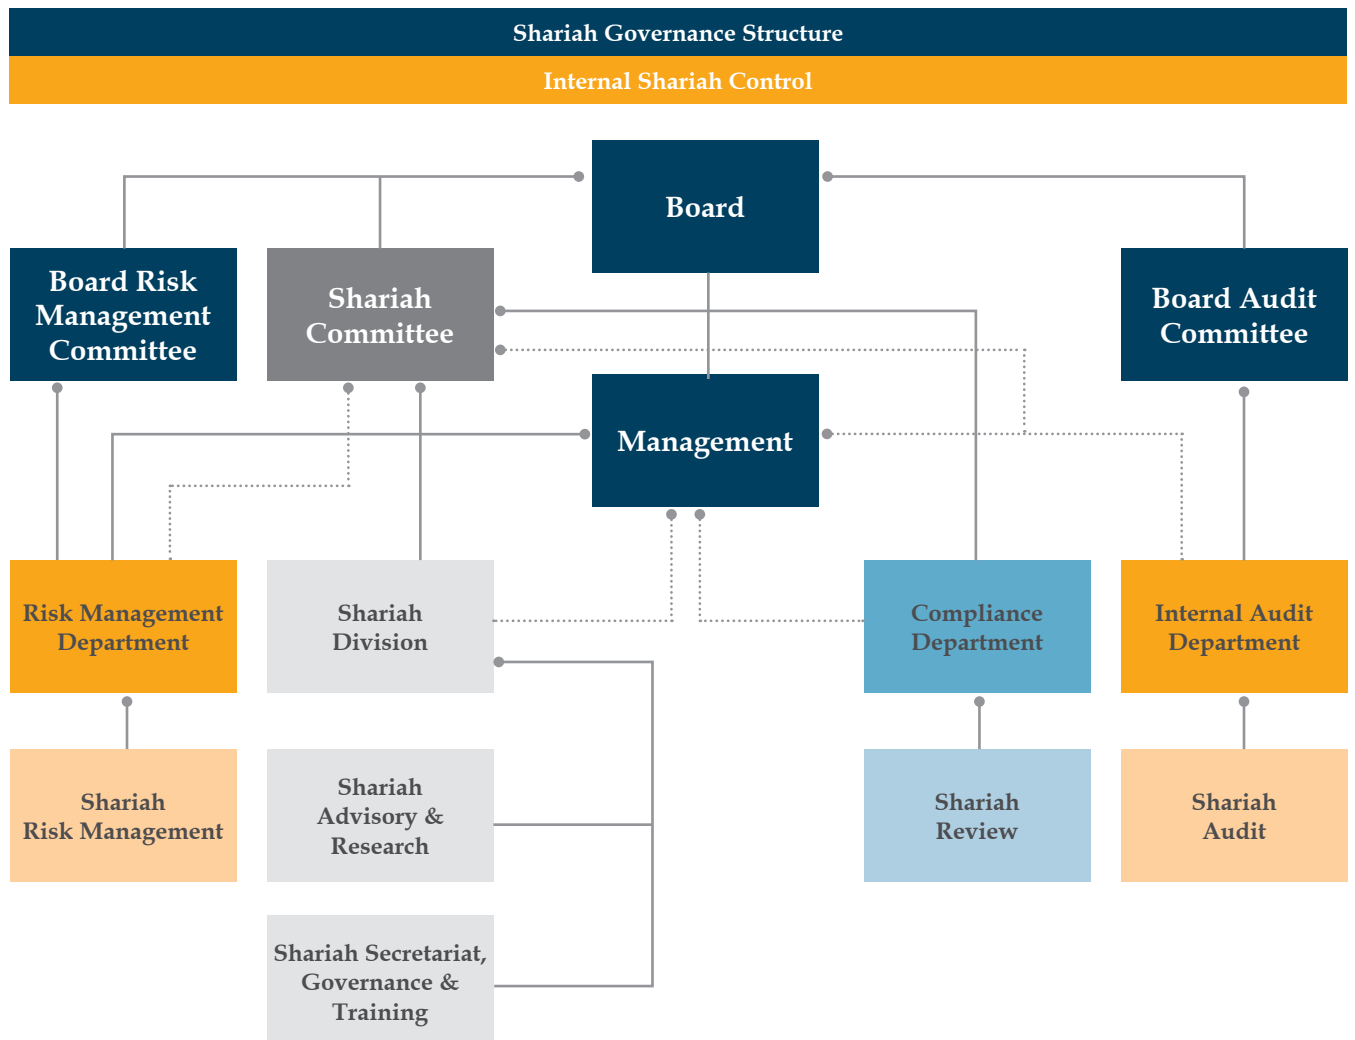 Shariah Governance Structure
Internal Shariah Control
Board
Board Risk
Management
Committee
Shariah
Committee
Board Audit
Committee
Management
Risk Management
Department
Shariah
Division
Compliance
Department
Internal Audit
Department
Shariah
Risk Management
Shariah
Advisory &
Research
Shariah
Review
Shariah
Audit
Shariah Secretariat,
Governance &
Training